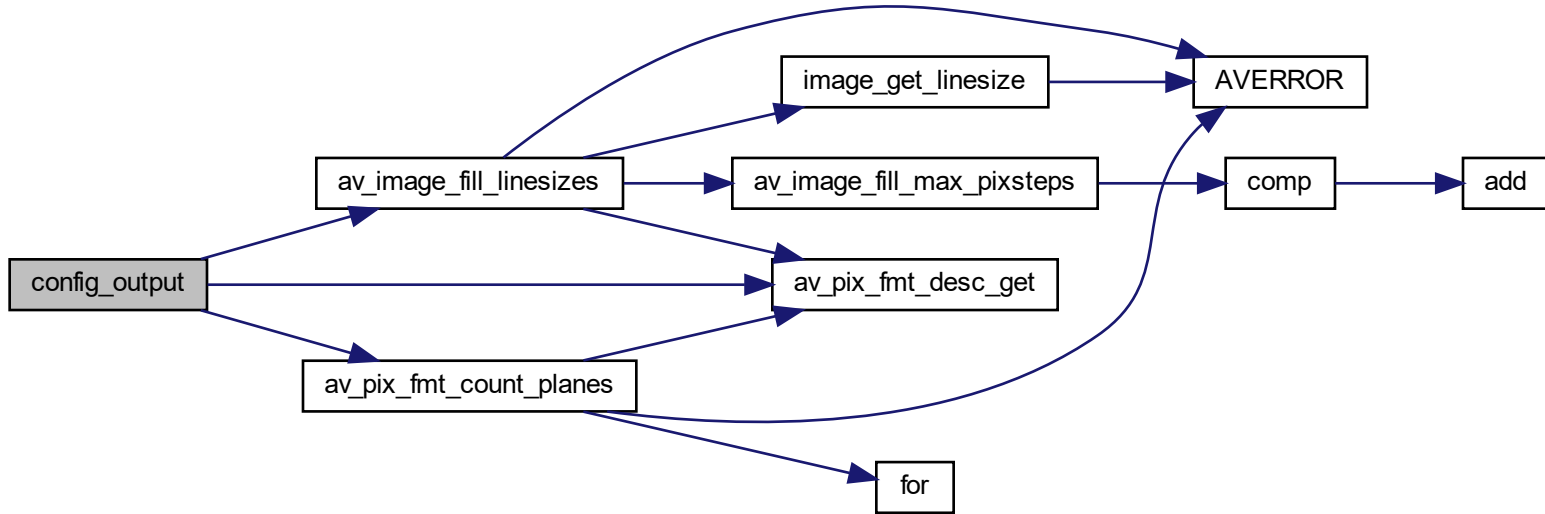 image_get_linesize
AVERROR
av_image_fill_linesizes
av_image_fill_max_pixsteps
comp
add
config_output
av_pix_fmt_desc_get
av_pix_fmt_count_planes
for